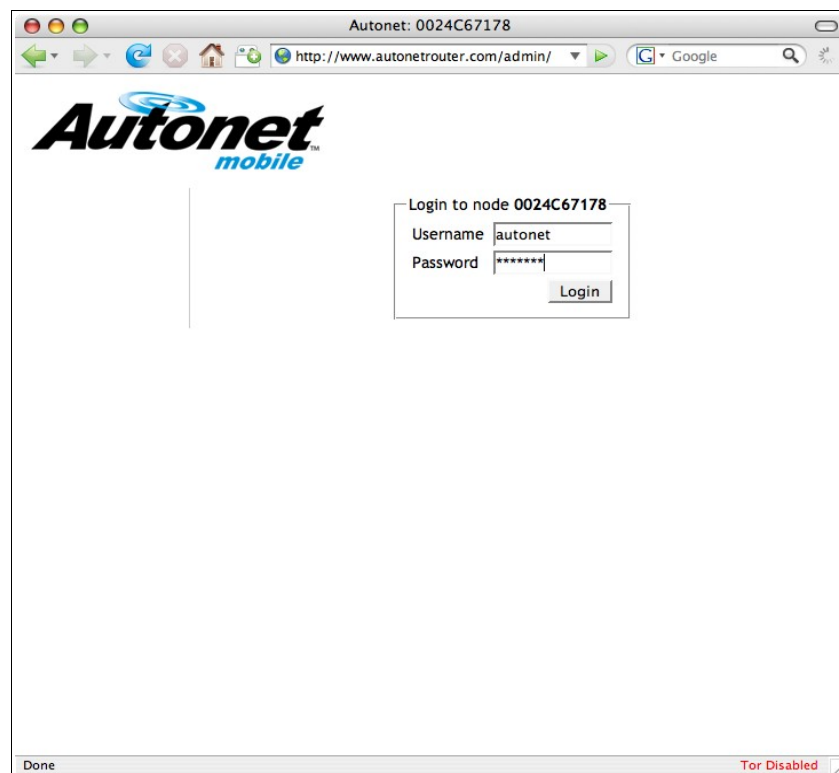 Autonet: 0024C67178
http://www.autonetrouter.com/admin/
G Google
Autonet™
mobile
Login to node 0024C67178
Username autonet
Password *******
Login
Done
Tor Disabled